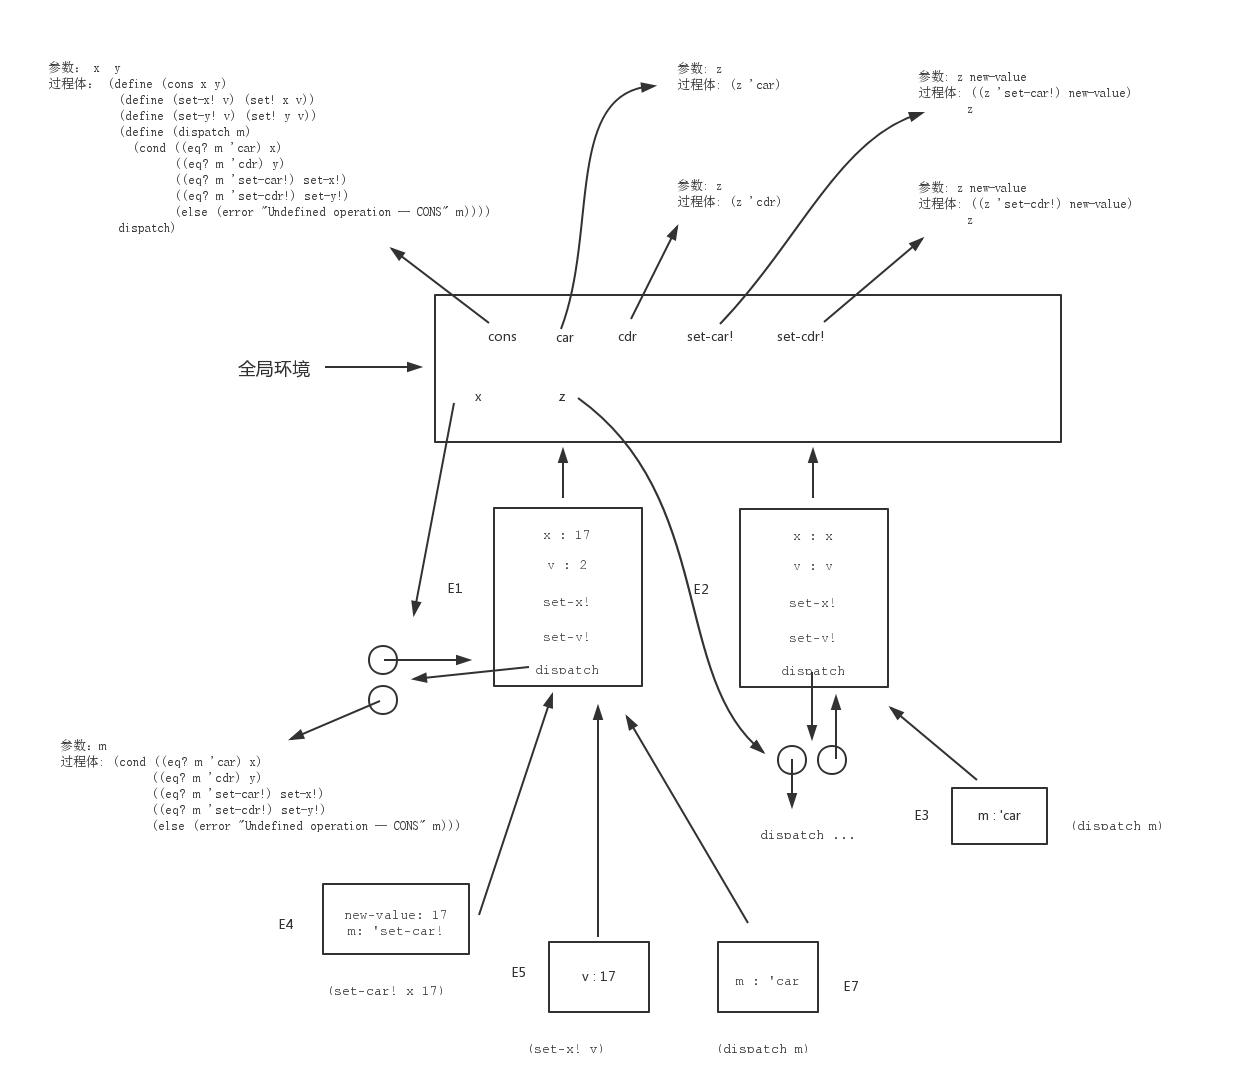 参数： x  y
过程体： (define (cons x y)
(define (set-x! v) (set! x v))
(define (set-y! v) (set! y v))
(define (dispatch m)
(cond ((eq? m 'car) x)
((eq? m 'cdr) y)
((eq? m 'set-car!) set-x!)
((eq? m 'set-cdr!) set-y!)
(else (error "Undefined operation — CONS" m))))
dispatch)
参数: z
过程体: (z 'car)
参数: z new-value
过程体: ((z 'set-car!) new-value)
z
参数: z
过程体: (z 'cdr)
参数: z new-value
过程体: ((z 'set-cdr!) new-value)
z
cons
car
cdr
set-car!
set-cdr!
全局环境
x
z
E1
x : 17
v : 2
set-x!
set-v!
dispatch
E2
x : x
v : v
set-x!
set-v!
dispatch
参数: m
过程体: (cond ((eq? m 'car) x)
((eq? m 'cdr) y)
((eq? m 'set-car!) set-x!)
((eq? m 'set-cdr!) set-y!)
(else (error "Undefined operation — CONS" m)))
dispatch ...
E3
m : 'car
(dispatch m)
E4
new-value: 17
m: 'set-car!
(set-car! x 17)
E5
v : 17
(set-x! v)
m : 'car
E7
(dispatch m)